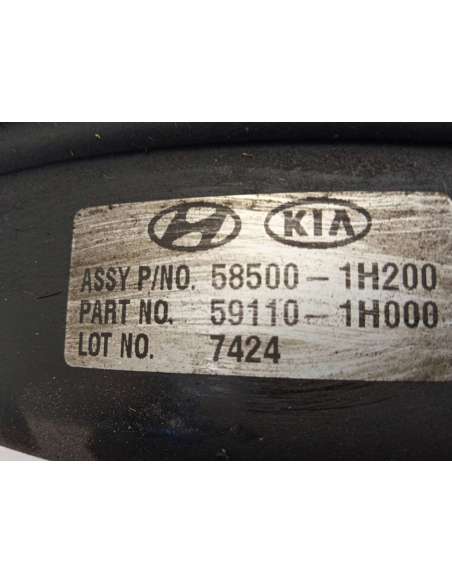 KIA
ASSY P/NO. 58500-1H200
PART NO. 59110-1H000
LOT NO. 7424